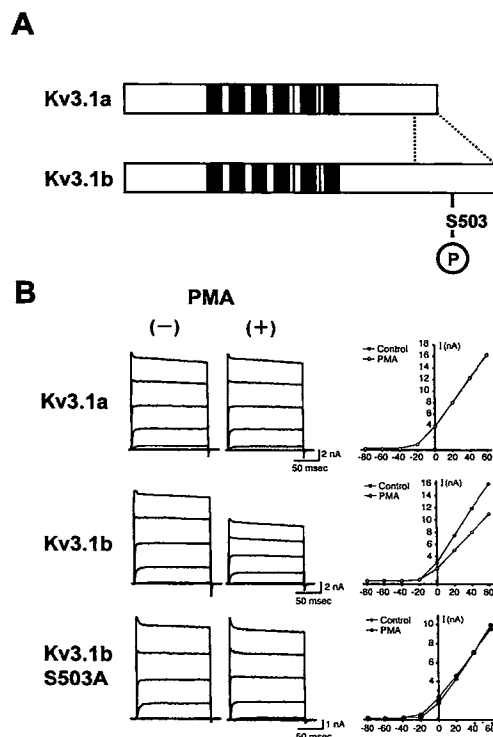 A
Kv3.1a
Kv3.1b
S503
P
B
PMA
(−) (+)
Kv3.1a
2 nA
50 msec
Control
PMA
I (nA)
18
16
14
12
10
8
6
4
-80 -60 -40 -20 0 20 40 60
Kv3.1b
2 nA
50 msec
Control
PMA
I (nA)
16
14
12
10
8
6
4
-80 -60 -40 -20 0 20 40 60
Kv3.1b
S503A
1 nA
50 msec
Control
PMA
I (nA)
10
8
6
4
2
-80 -60 -40 -20 0 20 40 60